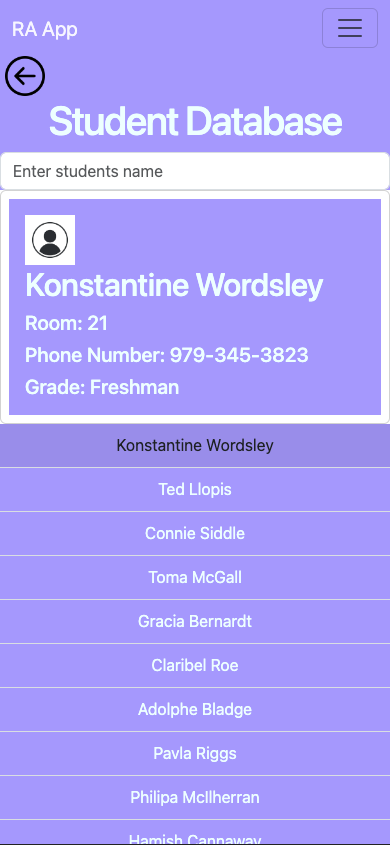 RA App
Student Database
Enter students name
Konstantine Wordsley
Room: 21
Phone Number: 979-345-3823
Grade: Freshman
Konstantine Wordsley
Ted Llopis
Connie Siddle
Toma McGall
Gracia Bernardt
Claribel Roe
Adolphe Bladge
Pavla Riggs
Philipa McIlherran
Hamish Cannaway